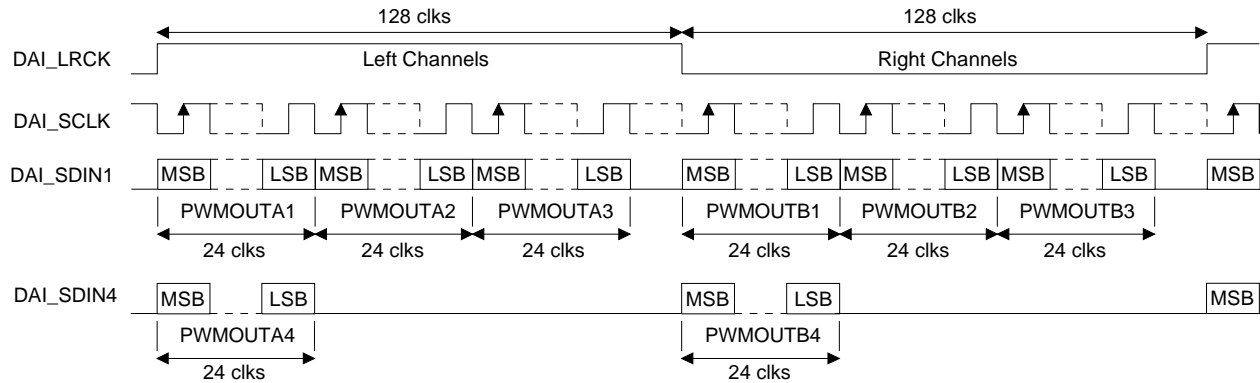 128 clks 128 clks
DAI_LRCK Left Channels Right Channels
DAI_SCLK
DAI_SDIN1 MSB LSB MSB LSB MSB LSB MSB LSB MSB LSB MSB LSB MSB
PWMOUTA1 PWMOUTA2 PWMOUTA3 PWMOUTB1 PWMOUTB2 PWMOUTB3
24 clks 24 clks 24 clks 24 clks 24 clks 24 clks
DAI_SDIN4 MSB LSB MSB LSB MSB
PWMOUTA4 PWMOUTB4
24 clks 24 clks